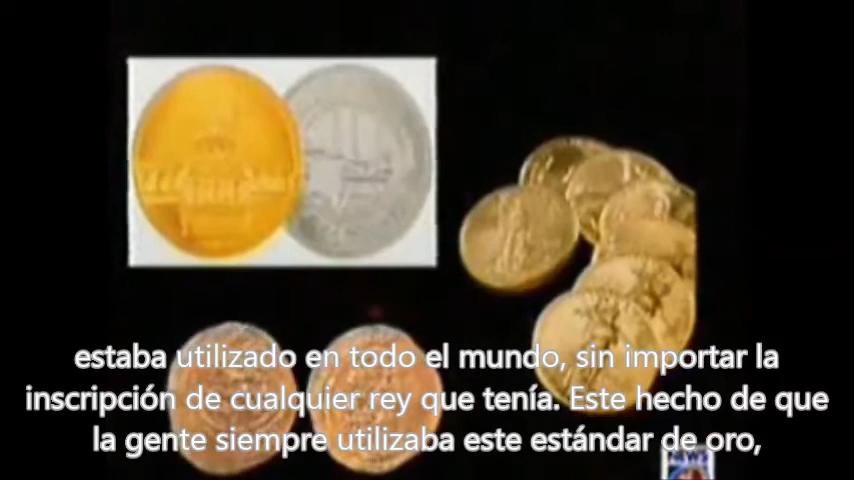 estaba utilizado en todo el mundo, sin importar la
inscripción de cualquier rey que tenía. Este hecho de que
la gente siempre utilizaba este estándar de oro,